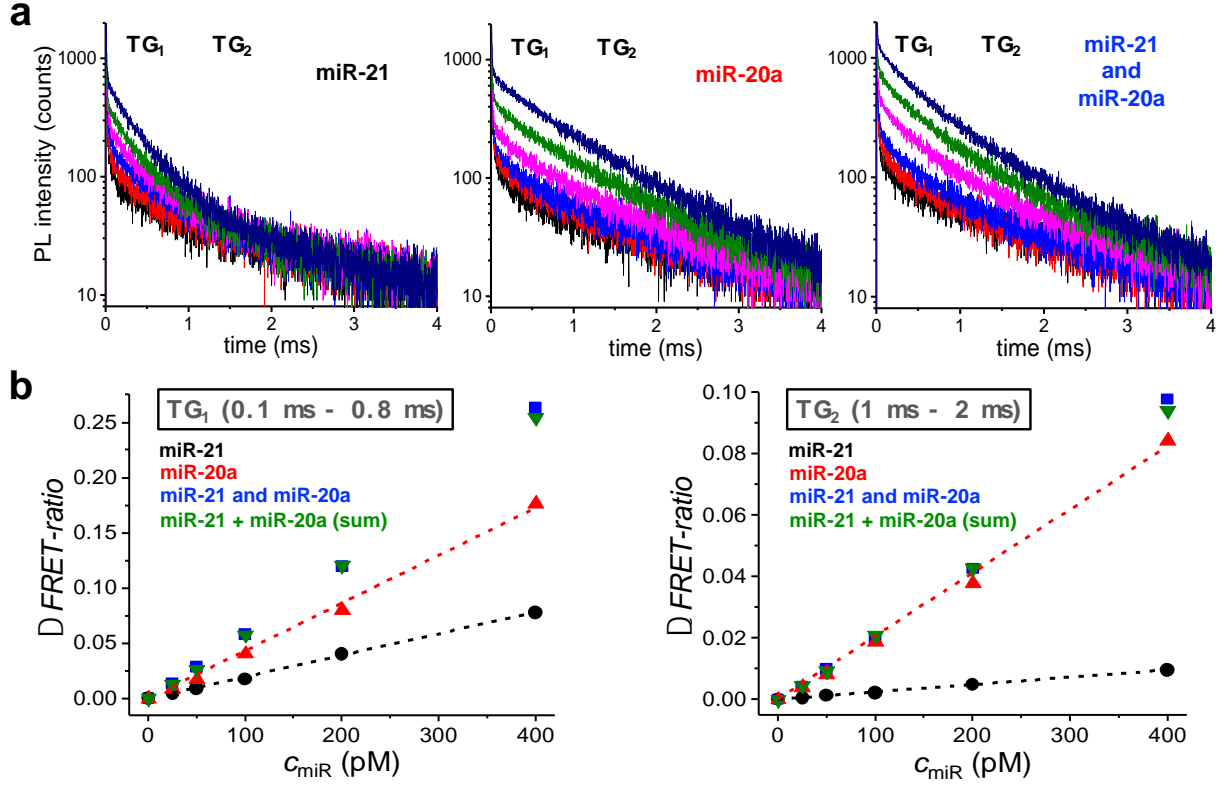 a
TG₁ TG₂
miR-21
TG₁ TG₂
miR-20a
TG₁ TG₂
miR-21
and
miR-20a
PL intensity (counts)
1000
100
10
0 1 2 3 4
time (ms)
1000
100
10
0 1 2 3 4
time (ms)
1000
100
10
0 1 2 3 4
time (ms)
b
TG₁ (0.1 ms - 0.8 ms)
miR-21
miR-20a
miR-21 and miR-20a
miR-21 + miR-20a (sum)
D FRET-ratio
0.25
0.20
0.15
0.10
0.05
0.00
0 100 200 300 400
cmiR (pM)
TG₂ (1 ms - 2 ms)
miR-21
miR-20a
miR-21 and miR-20a
miR-21 + miR-20a (sum)
D FRET-ratio
0.10
0.08
0.06
0.04
0.02
0.00
0 100 200 300 400
cmiR (pM)